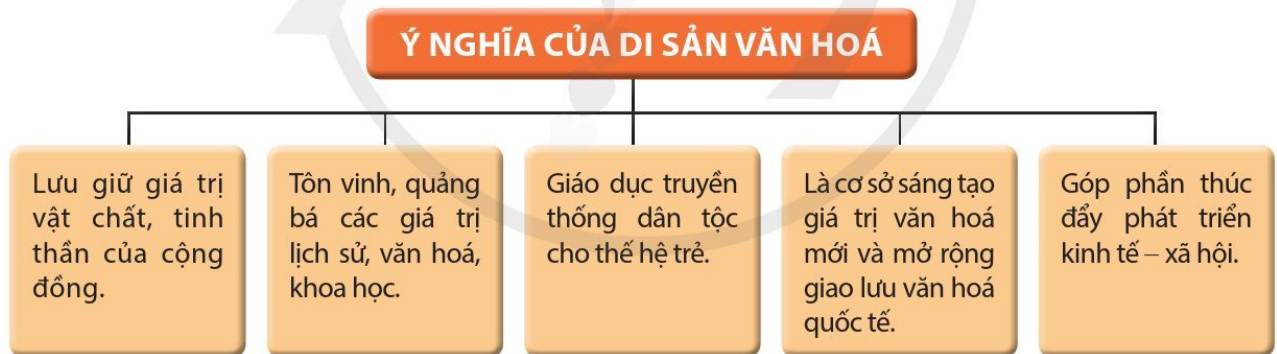 Ý NGHĨA CỦA DI SẢN VĂN HOÁ
Lưu giữ giá trị
vật chất, tinh
thần của cộng
đồng.
Tôn vinh, quảng
bá các giá trị
lịch sử, văn hoá,
khoa học.
Giáo dục truyền
thống dân tộc
cho thế hệ trẻ.
Là cơ sở sáng tạo
giá trị văn hoá
mới và mở rộng
giao lưu văn hoá
quốc tế.
Góp phần thúc
đẩy phát triển
kinh tế – xã hội.